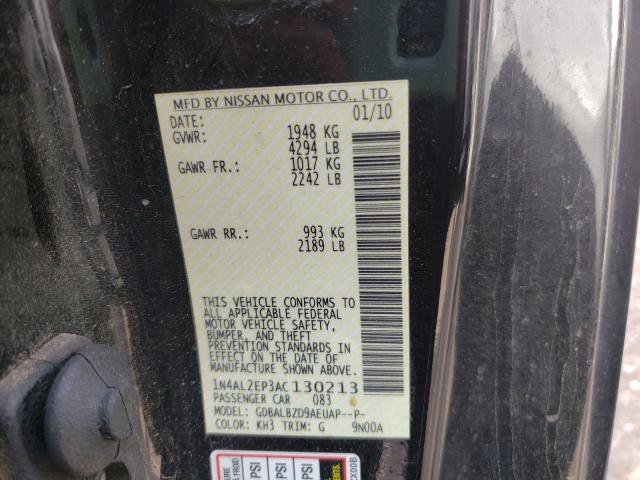 MFD BY NISSAN MOTOR CO., LTD.
DATE: 01/10
GVWR: 1948 KG
4294 LB
GAWR FR.: 1017 KG
2242 LB
GAWR RR.: 993 KG
2189 LB
THIS VEHICLE CONFORMS TO
ALL APPLICABLE FEDERAL
MOTOR VEHICLE SAFETY,
BUMPER, AND THEFT
PREVENTION STANDARDS IN
EFFECT ON THE DATE OF
MANUFACTURE SHOWN ABOVE.
1N4AL2EP3AC130213
PASSENGER CAR 083
MODEL: GDBALBZD9AEUAP--P-
COLOR: KH3 TRIM: G 9N00A
PSI
PSI
PSI